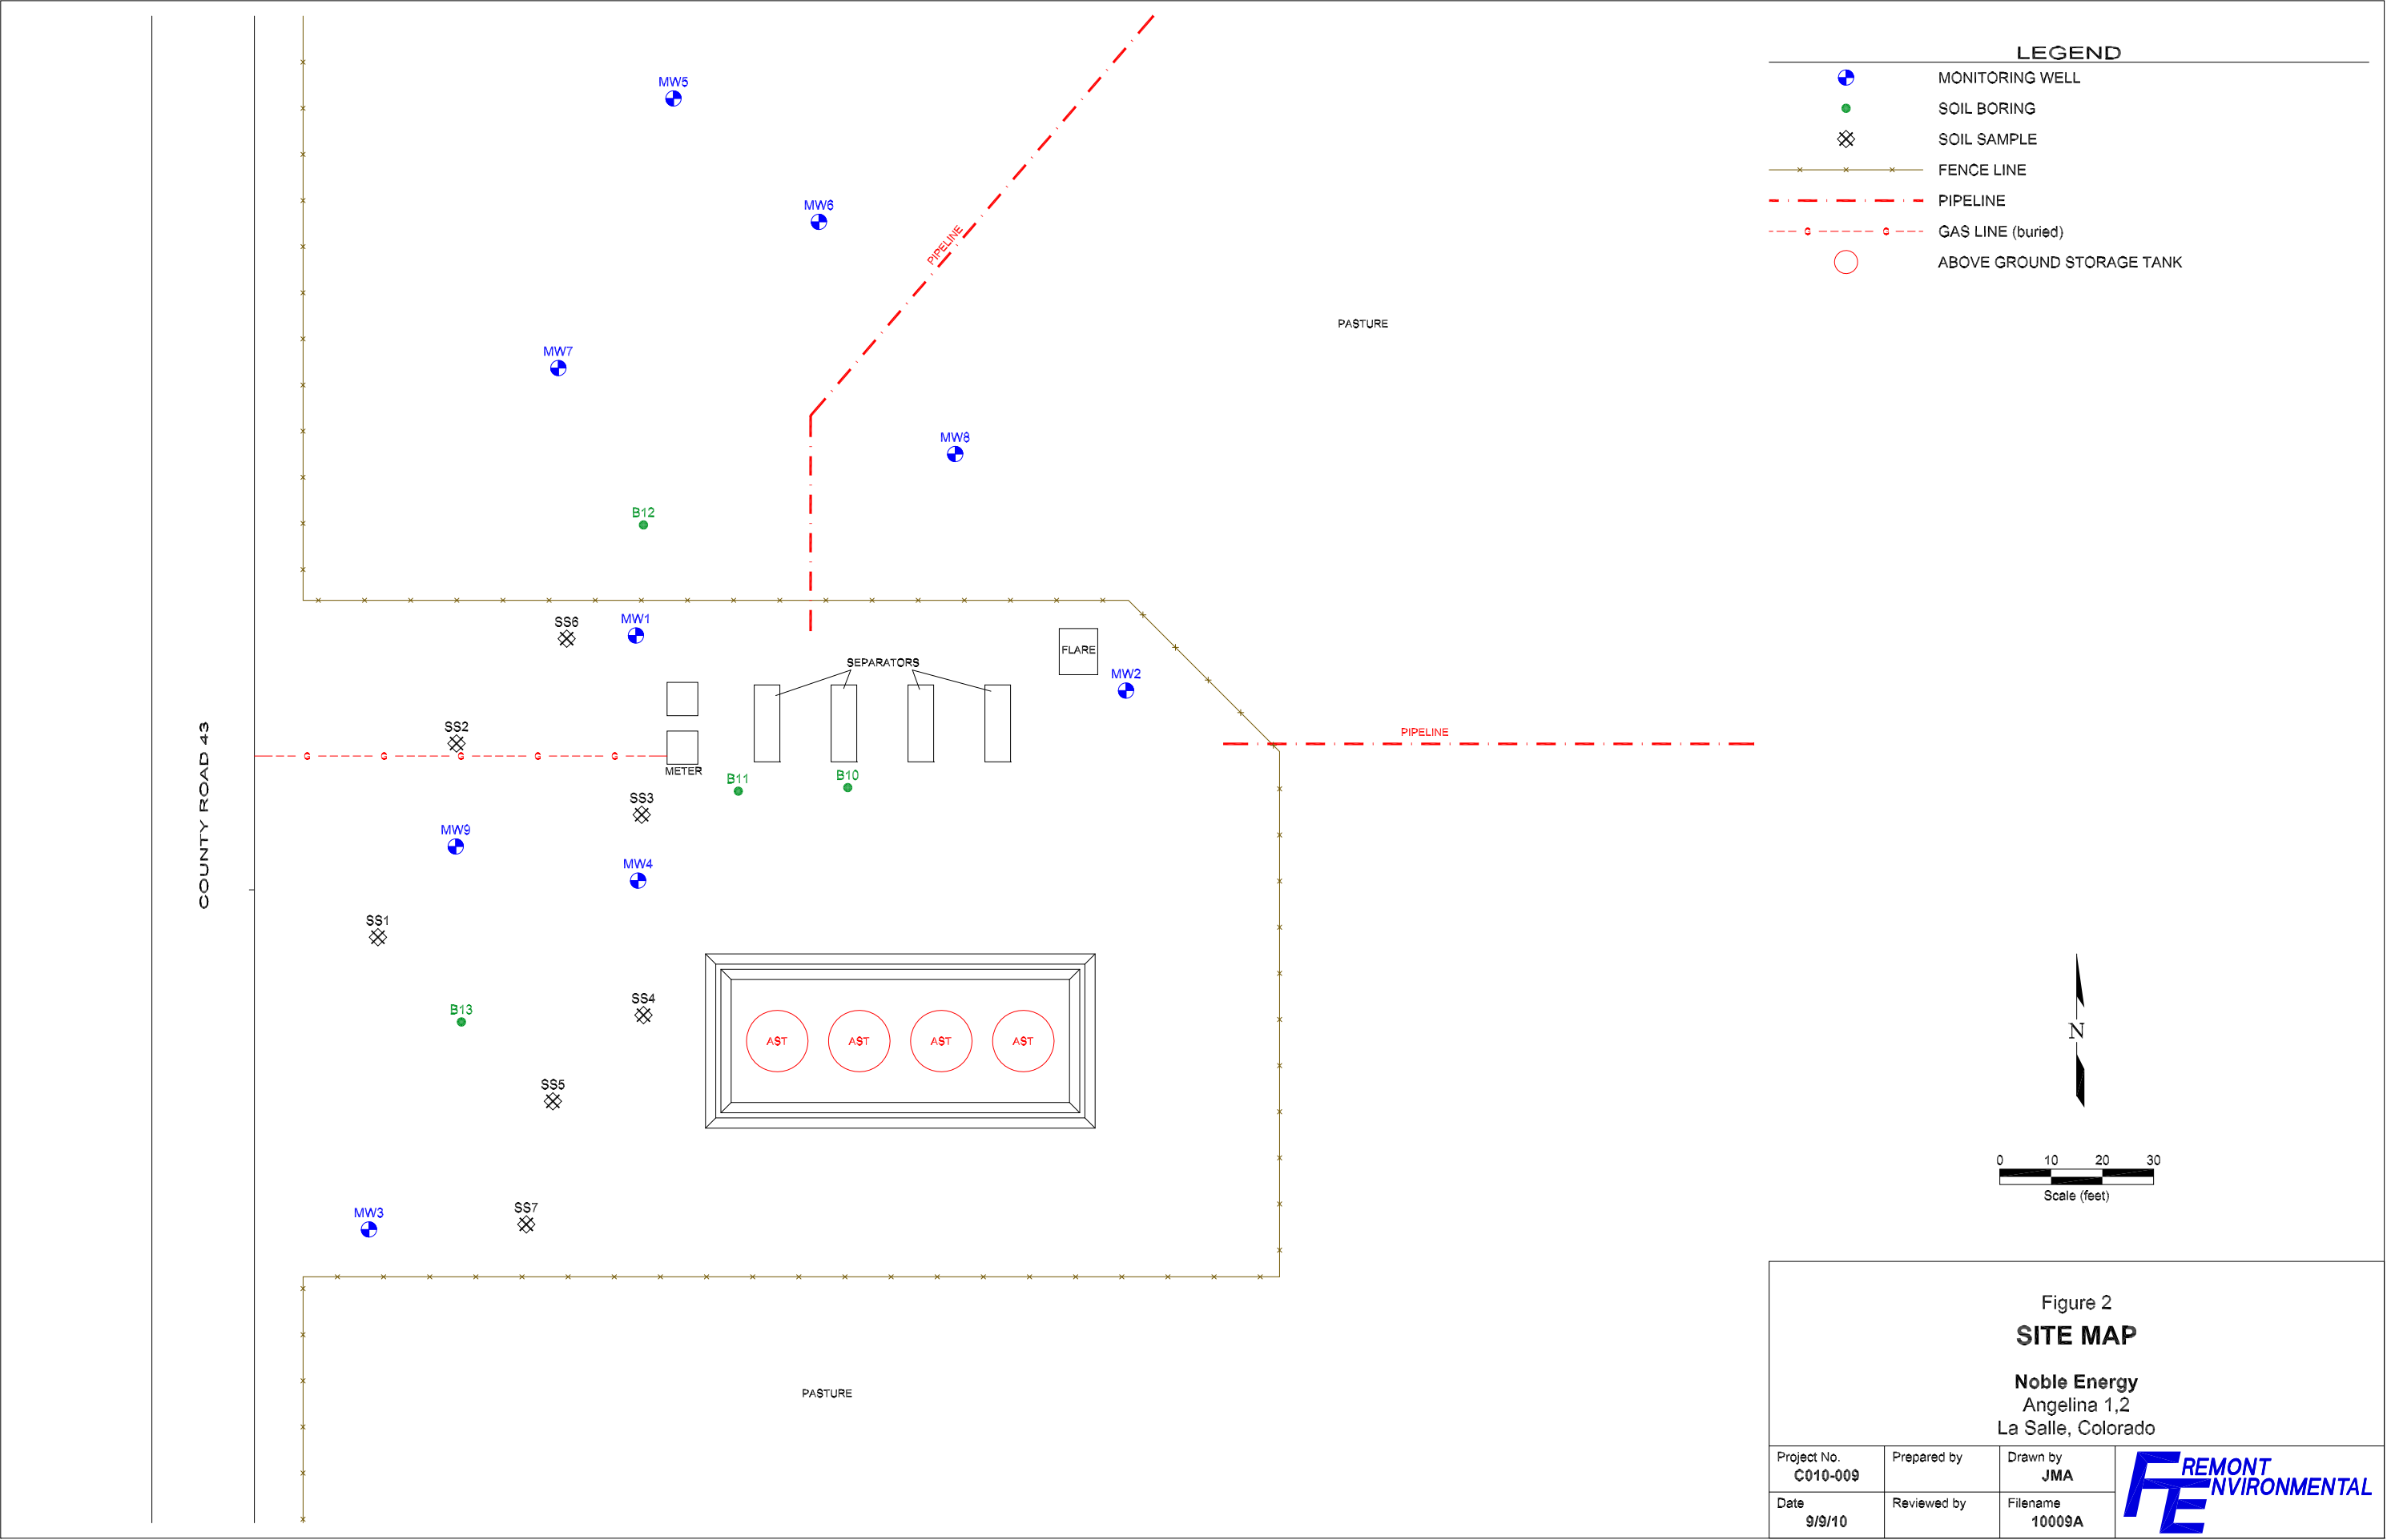 LEGEND
MONITORING WELL
SOIL BORING
SOIL SAMPLE
FENCE LINE
PIPELINE
GAS LINE (buried)
ABOVE GROUND STORAGE TANK
MW5
MW6
PIPELINE
PASTURE
MW7
MW8
B12
SS6
MW1
FLARE
SEPARATORS
MW2
SS2
PIPELINE
COUNTY ROAD 43
METER
B11
B10
SS3
MW9
MW4
SS1
SS4
B13
AST
AST
AST
AST
SS5
SS7
MW3
PASTURE
N
0 10 20 30
Scale (feet)
Figure 2
SITE MAP
Noble Energy
Angelina 1,2
La Salle, Colorado
Project No.
C010-009
Prepared by
Drawn by
JMA
Date
9/9/10
Reviewed by
Filename
10009A
FREMONT
ENVIRONMENTAL